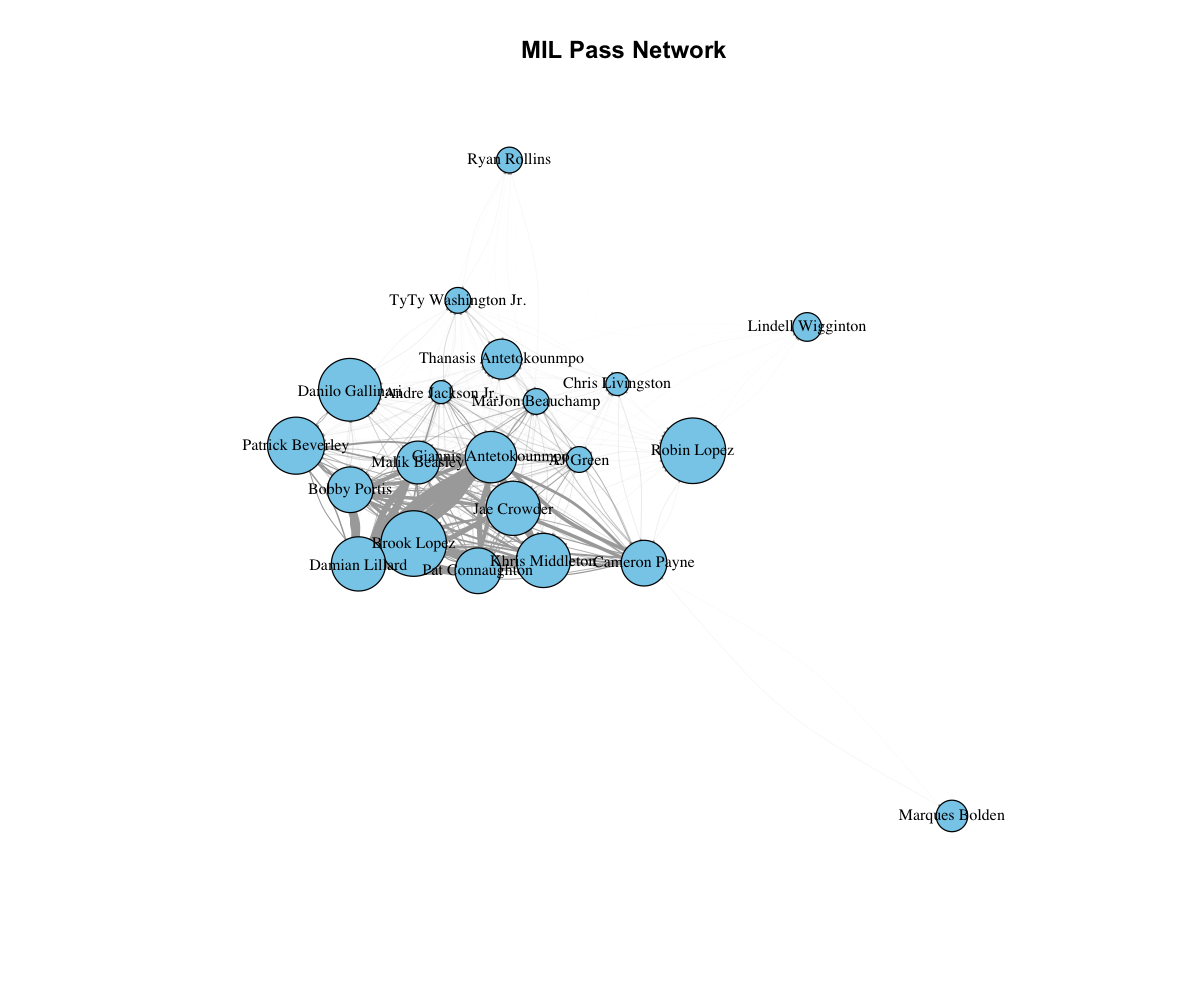 MIL Pass Network
Ryan Rollins
TyTy Washington Jr.
Lindell Wigginton
Thanasis Antetokounmpo
Chris Livingston
Danilo Gallinari
Andre Jackson Jr.
MarJon Beauchamp
Patrick Beverley
Robin Lopez
Giannis Antetokounmpo
Malik Beasley
AJ Green
Bobby Portis
Jae Crowder
Brook Lopez
Khris Middleton
Cameron Payne
Damian Lillard
Pat Connaughton
Marques Bolden